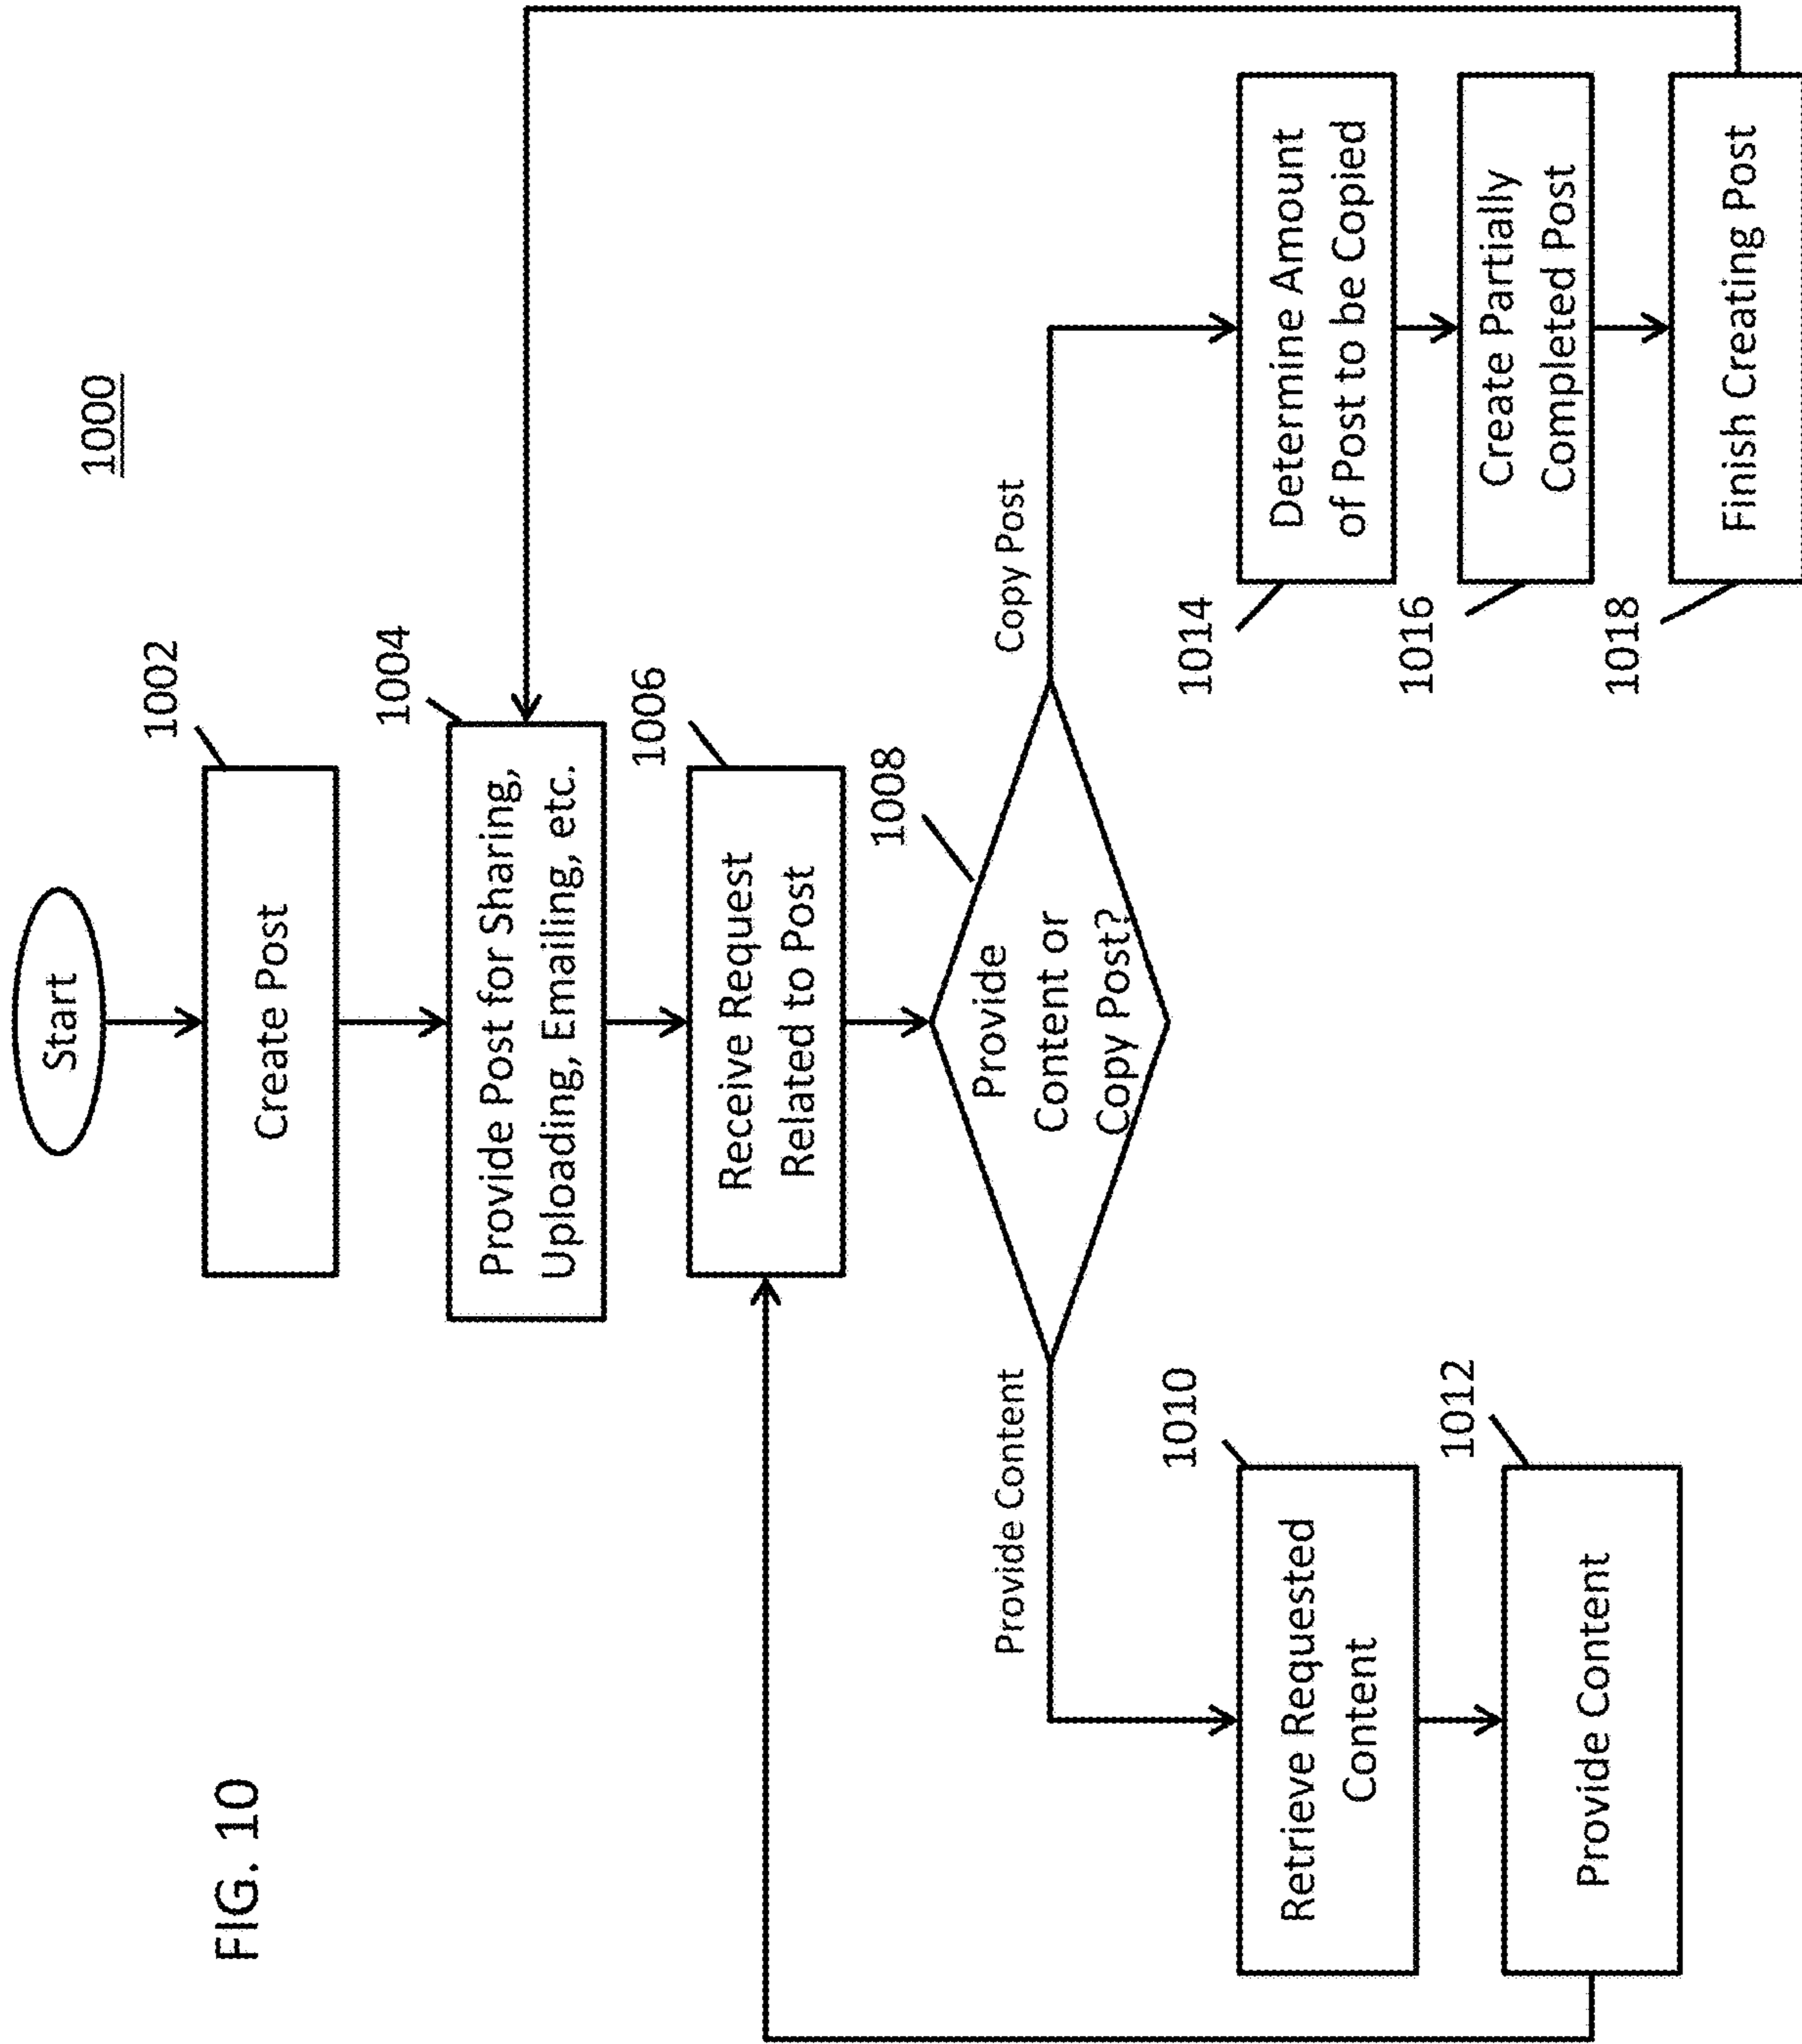 FIG. 10
1000
Start
Create Post
1002
Provide Post for Sharing,
Uploading, Emailing, etc.
1004
Receive Request
Related to Post
1006
Provide
Content or
Copy Post?
1008
Provide Content
Copy Post
Retrieve Requested
Content
1010
Provide Content
1012
Determine Amount
of Post to be Copied
1014
Create Partially
Completed Post
1016
Finish Creating Post
1018